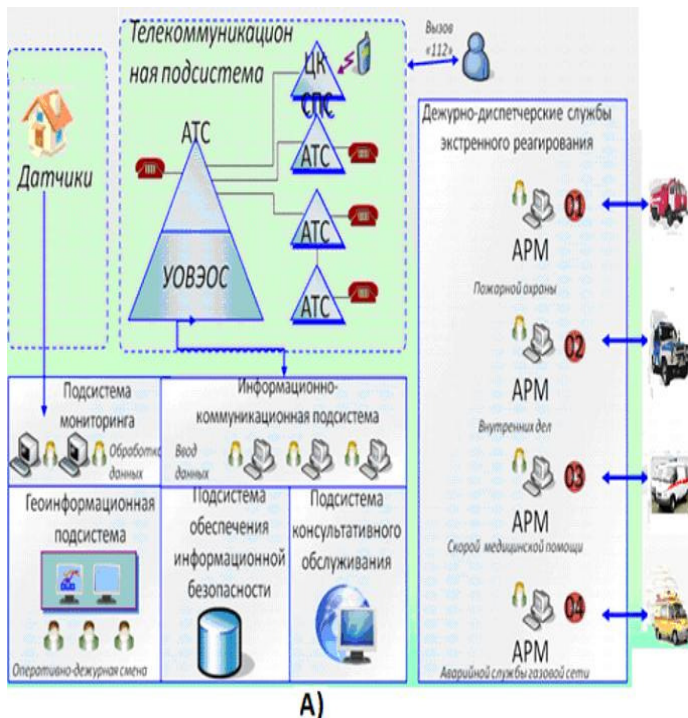 Телекоммуникацион
ная подсистема
Вызов
«112»
ЦК
СПС
АТС
АТС
АТС
АТС
УОВЭОС
Датчики
Дежурно-диспетчерские службы
экстренного реагирования
01
АРМ
Пожарной охраны
02
АРМ
Внутренних дел
03
АРМ
Скорой медицинской помощи
04
АРМ
Аварийной службы газовой сети
Подсистема
мониторинга
Обработка
данных
Информационно-
коммуникационная подсистема
Ввод
данных
Геоинформационная
подсистема
Оперативно-дежурная смена
Подсистема
обеспечения
информационной
безопасности
Подсистема
консультативного
обслуживания
А)